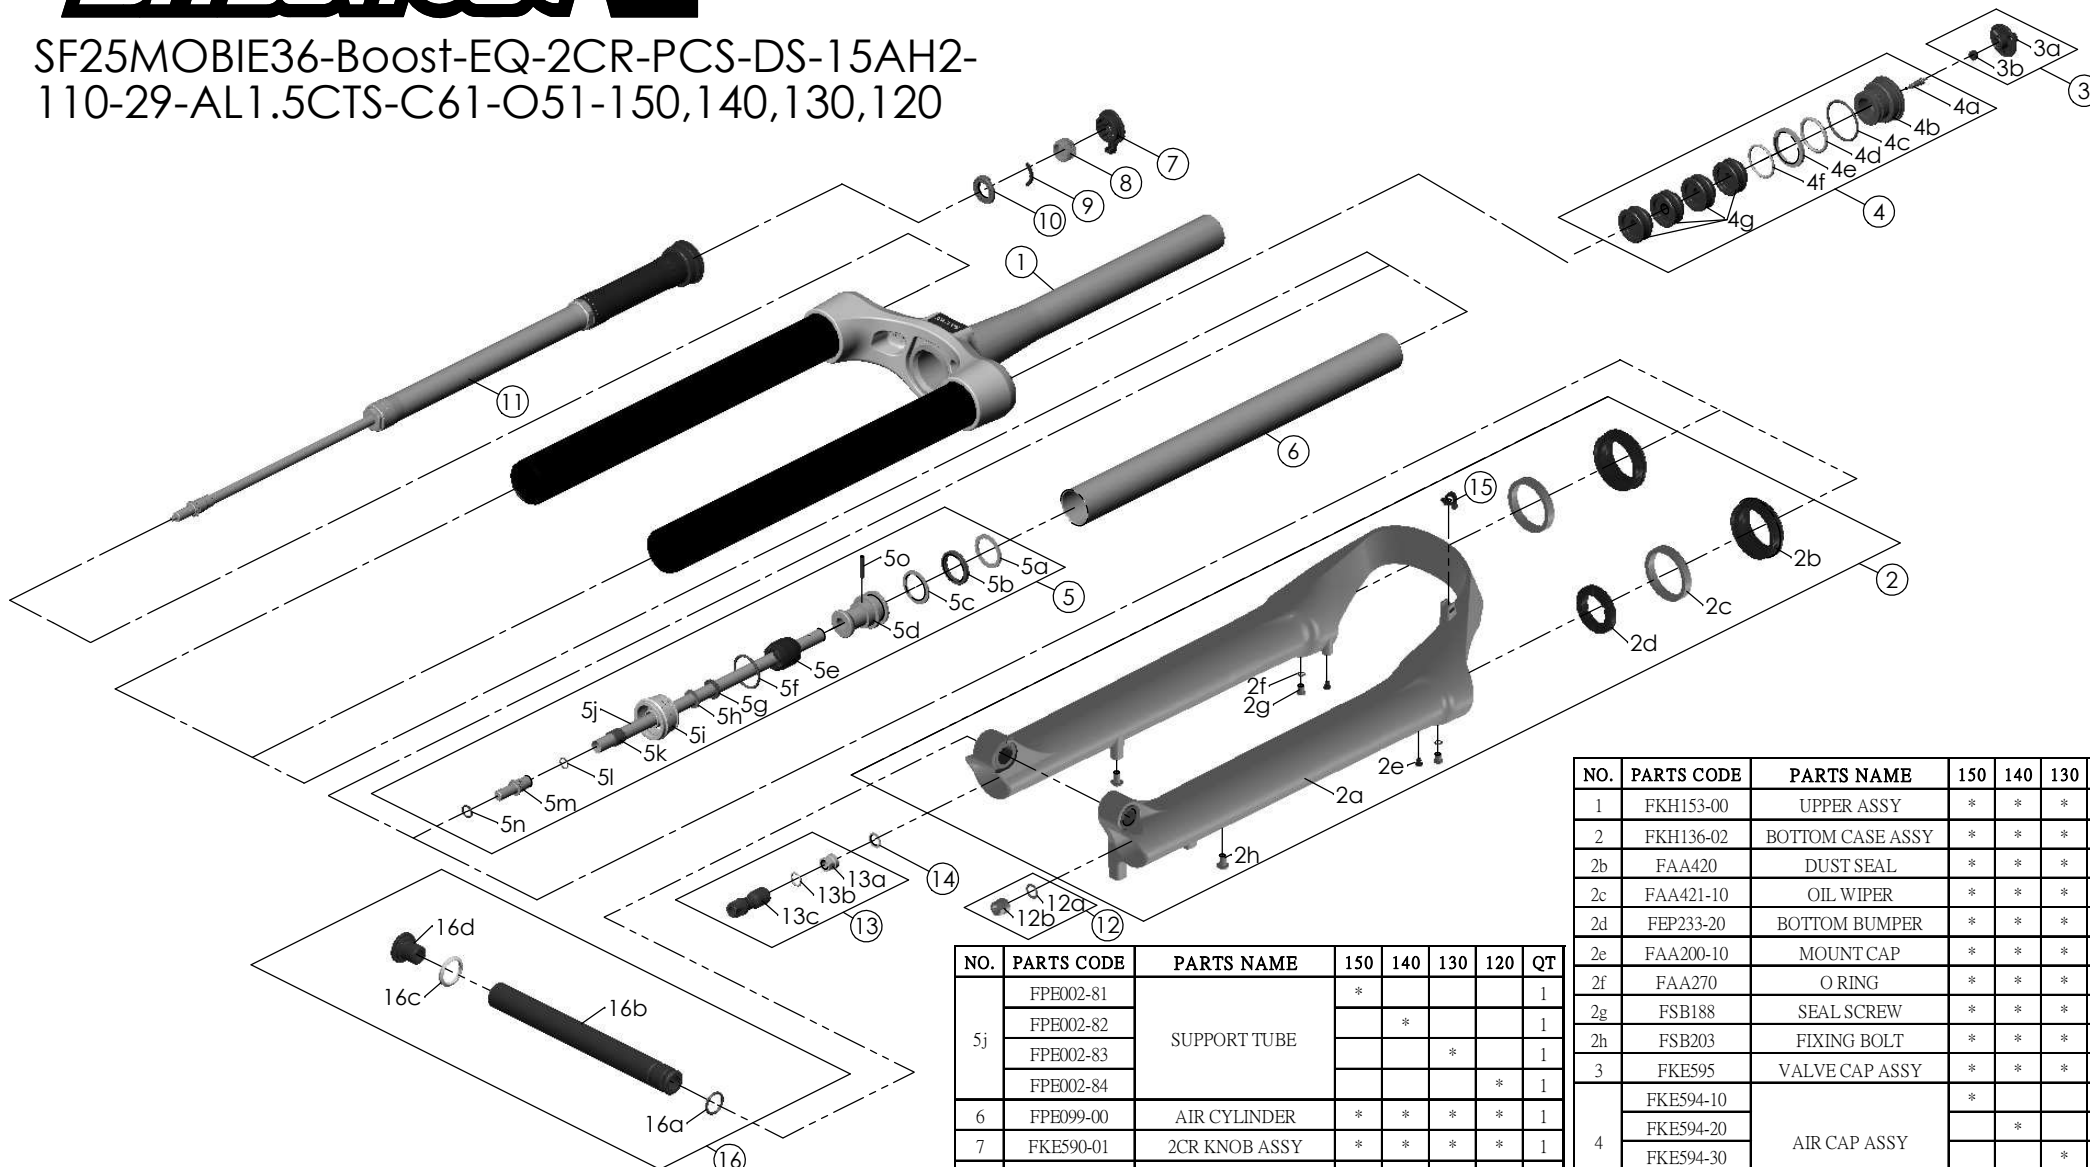 SF25MOBIE36-Boost-EQ-2CR-PCS-DS-15AH2-
110-29-AL1.5CTS-C61-O51-150,140,130,120
3a
3b
3
4a
4b
4c
4d
4e
4f
4g
4
7
8
9
10
1
11
6
15
2b
2c
2d
2
5o
5a
5b
5c
5
5d
5e
5f
5g
5h
5i
5j
5k
5l
5m
5n
2f
2g
2e
2a
2h
14
13a
13b
13c
13
12a
12b
12
16d
16c
16b
16a
16
NO. PARTS CODE PARTS NAME 150 140 130 120 QT
5j FPE002-81 SUPPORT TUBE * 1
FPE002-82 * 1
FPE002-83 * 1
FPE002-84 * 1
6 FPE099-00 AIR CYLINDER * * * * 1
7 FKE590-01 2CR KNOB ASSY * * * * 1
NO. PARTS CODE PARTS NAME 150 140 130
1 FKH153-00 UPPER ASSY * * *
2 FKH136-02 BOTTOM CASE ASSY * * *
2b FAA420 DUST SEAL * * *
2c FAA421-10 OIL WIPER * * *
2d FEP233-20 BOTTOM BUMPER * * *
2e FAA200-10 MOUNT CAP * * *
2f FAA270 O RING * * *
2g FSB188 SEAL SCREW * * *
2h FSB203 FIXING BOLT * * *
3 FKE595 VALVE CAP ASSY * * *
4 FKE594-10 AIR CAP ASSY *
FKE594-20 *
FKE594-30 *